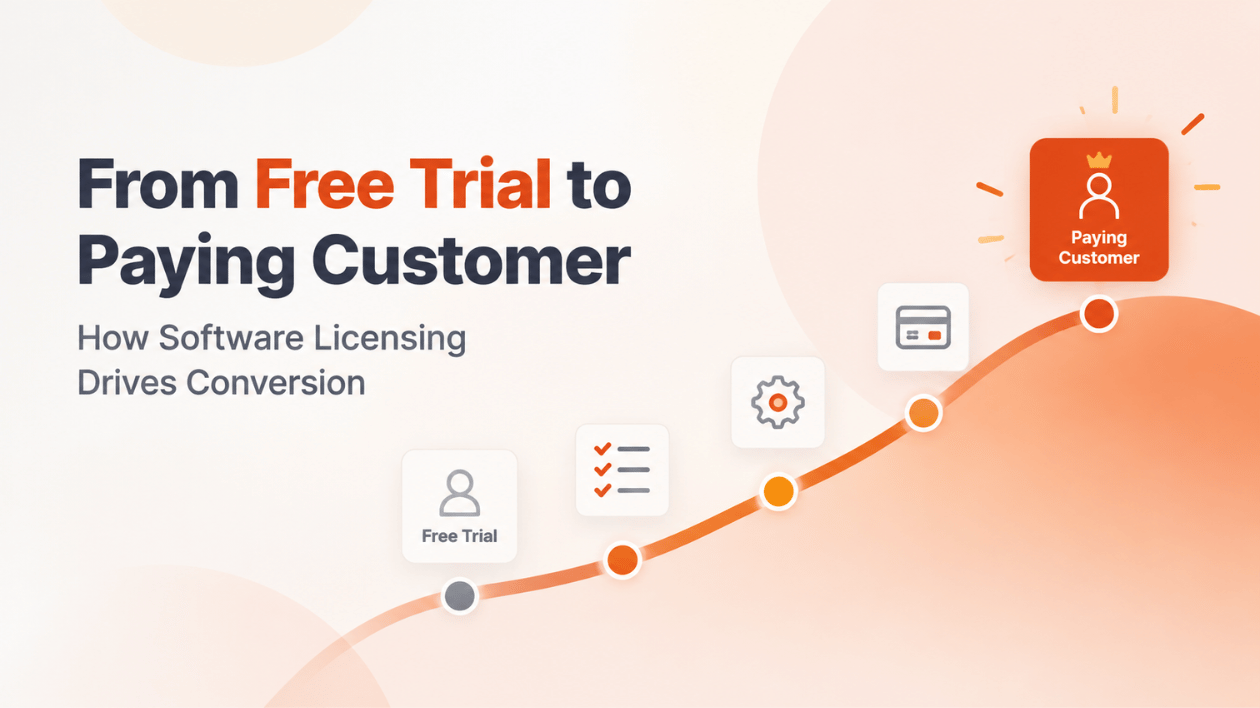 From Free Trial to
Paying Customer
How Software Licensing
Drives Conversion
Free Trial
Paying
Customer